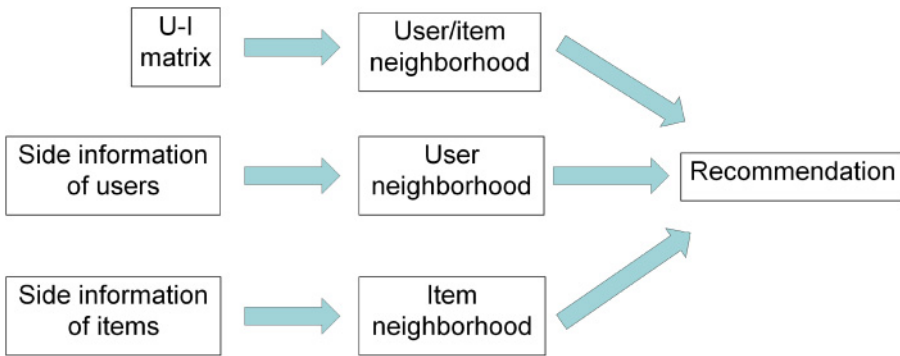 U-I
matrix
User/item
neighborhood
Side information
of users
User
neighborhood
Recommendation
Side information
of items
Item
neighborhood